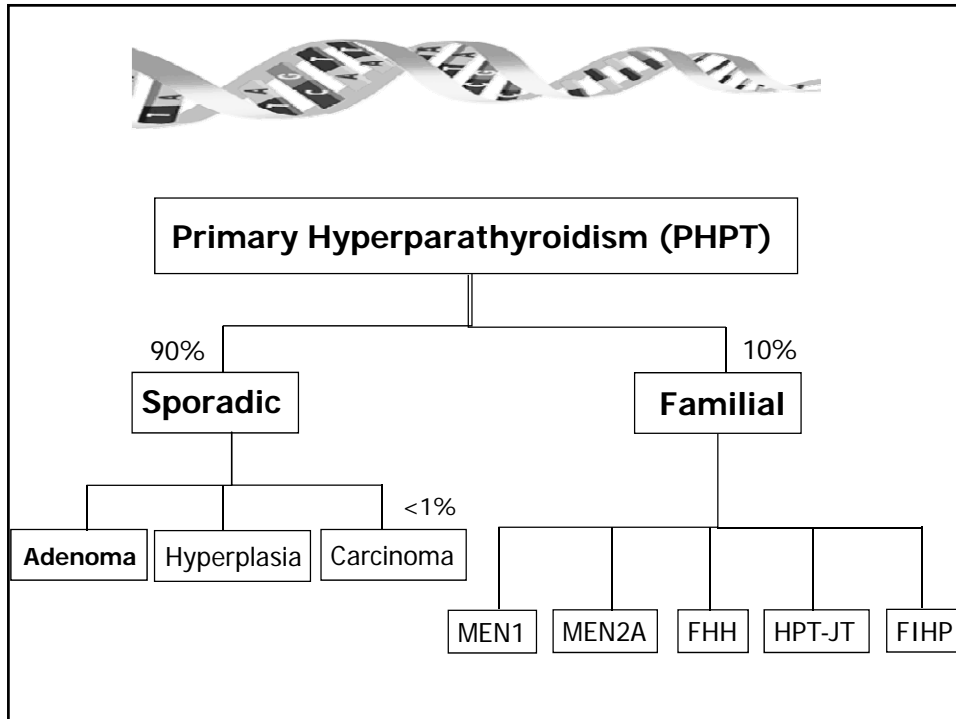 Primary Hyperparathyroidism (PHPT)
90%
10%
Sporadic
Familial
<1%
Adenoma
Hyperplasia
Carcinoma
MEN1
MEN2A
FHH
HPT-JT
FIHP